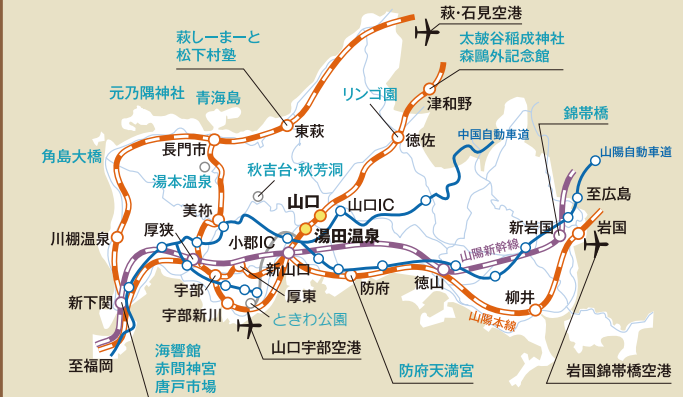 萩・石見空港
萩しーまーと
松下村塾
太皷谷稲成神社
森鷗外記念館
元乃隅神社
青海島
リンゴ園
津和野
錦帯橋
東萩
徳佐
中国自動車道
長門市
山陽自動車道
角島大橋
秋吉台・秋芳洞
湯本温泉
至広島
山口
山口IC
美祢
厚狭
小郡IC
湯田温泉
新岩国
岩国
川棚温泉
山陽新幹線
新山口
徳山
宇部
厚東
防府
柳井
新下関
宇部新川
ときわ公園
山陽本線
至福岡
海響館
赤間神宮
唐戸市場
山口宇部空港
防府天満宮
岩国錦帯橋空港